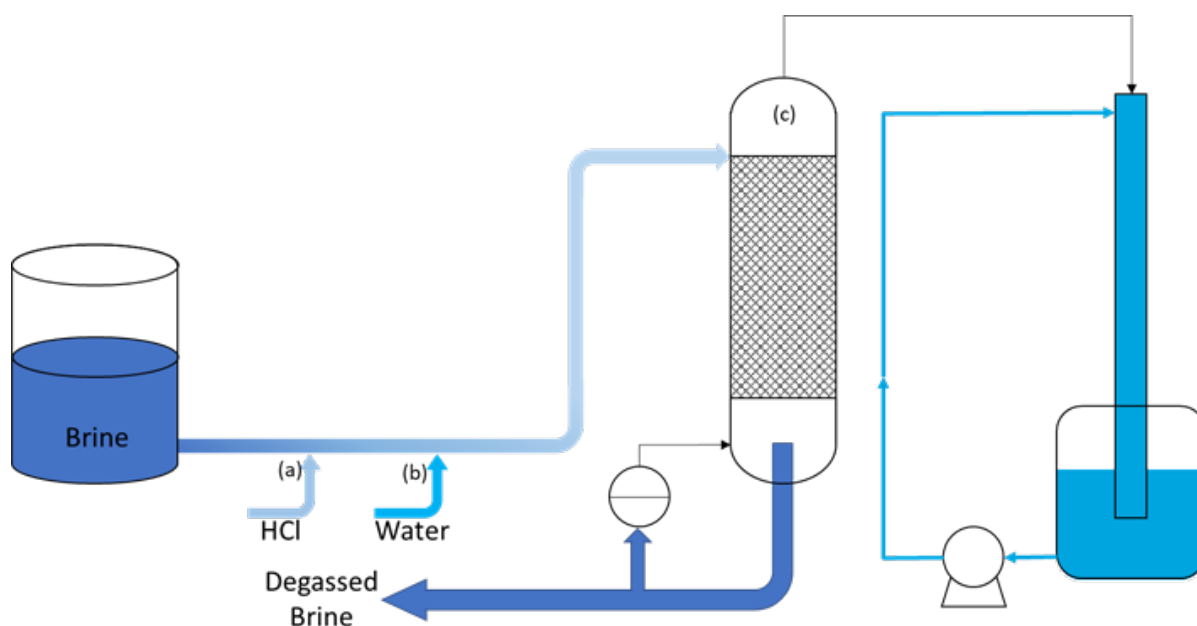 (c)
Brine
(a)
(b)
HCl
Water
Degassed
Brine